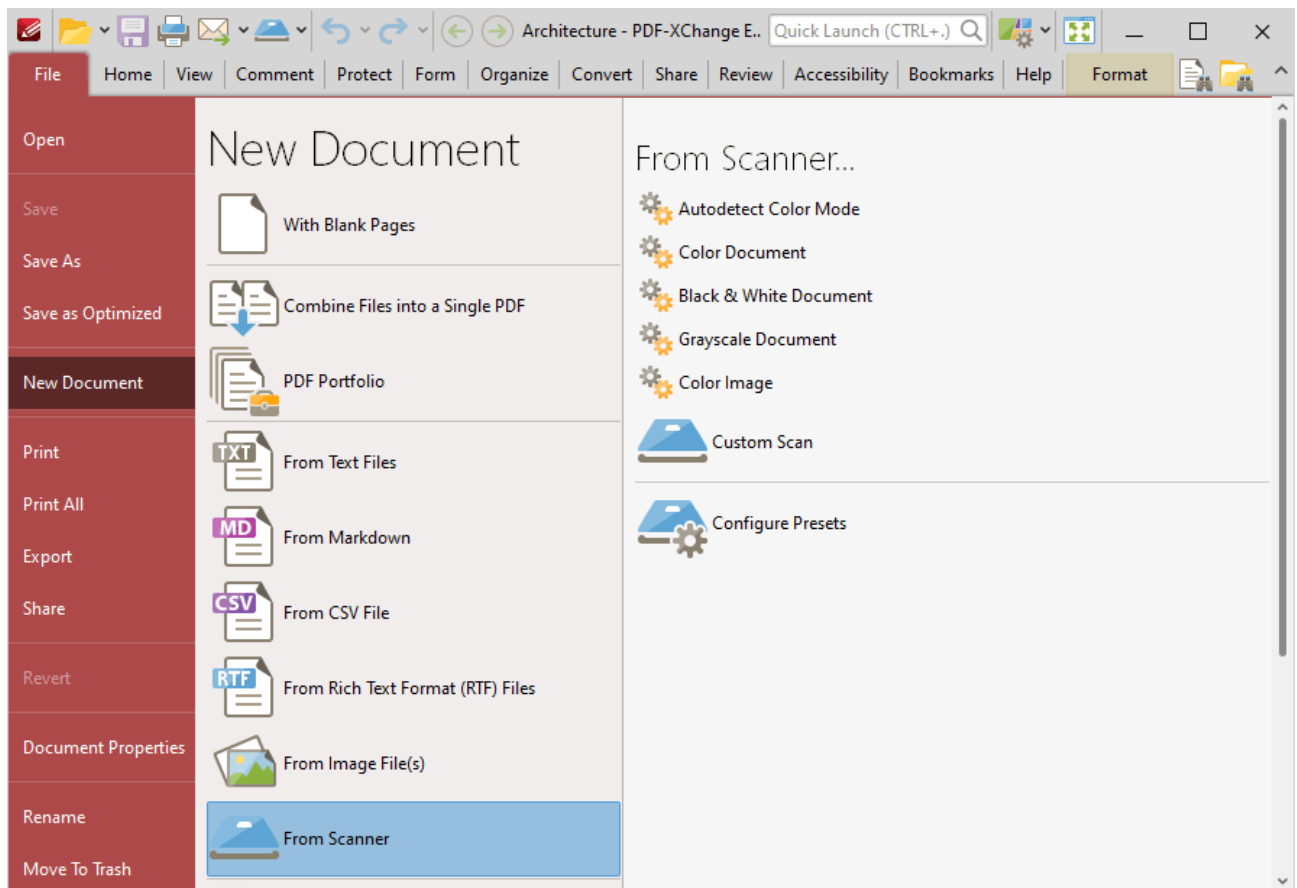 Architecture - PDF-XChange E.. Quick Launch (CTRL+.)
File Home View Comment Protect Form Organize Convert Share Review Accessibility Bookmarks Help Format
Open
Save
Save As
Save as Optimized
New Document
Print
Print All
Export
Share
Revert
Document Properties
Rename
Move To Trash
New Document
With Blank Pages
Combine Files into a Single PDF
PDF Portfolio
TXT From Text Files
MD From Markdown
CSV From CSV File
RTF From Rich Text Format (RTF) Files
From Image File(s)
From Scanner
From Scanner...
Autodetect Color Mode
Color Document
Black & White Document
Grayscale Document
Color Image
Custom Scan
Configure Presets